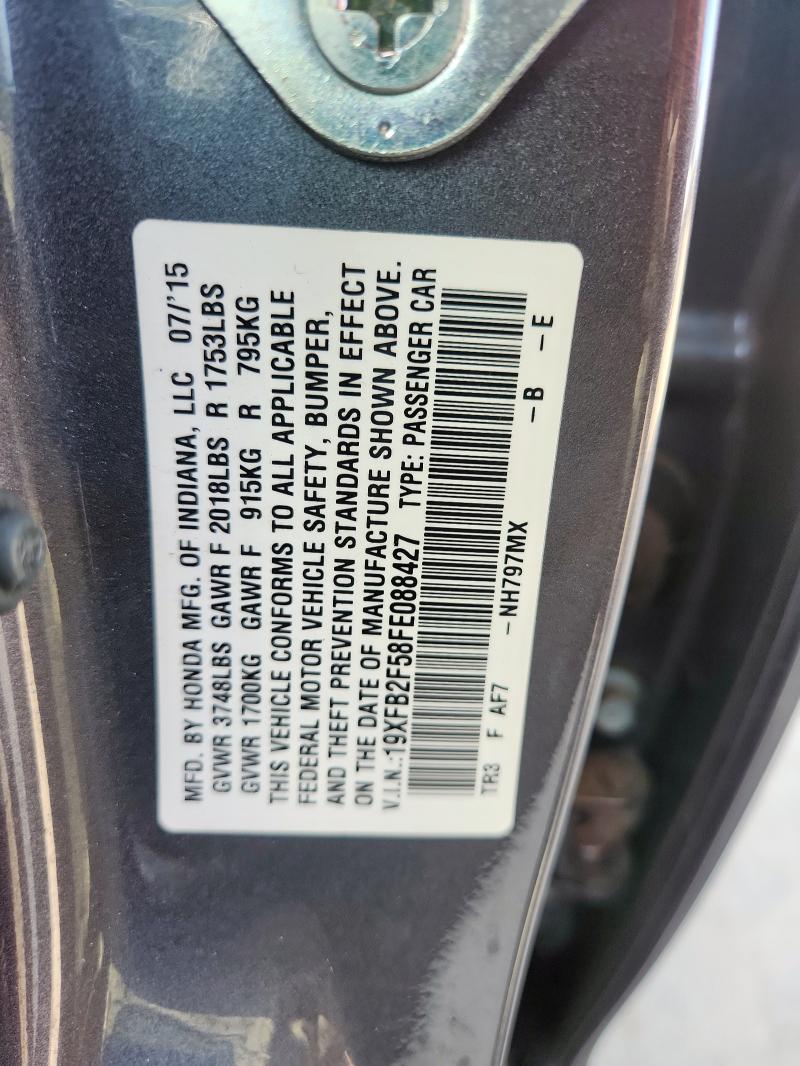 MFD. BY HONDA MFG. OF INDIANA, LLC 07/'15
GVWR 3748LBS GAWR F 2018LBS R 1753LBS
GVWR 1700KG GAWR F 915KG R 795KG
THIS VEHICLE CONFORMS TO ALL APPLICABLE
FEDERAL MOTOR VEHICLE SAFETY, BUMPER,
AND THEFT PREVENTION STANDARDS IN EFFECT
ON THE DATE OF MANUFACTURE SHOWN ABOVE.
V.I.N.:19XFB2F58FE088427 TYPE: PASSENGER CAR
TR3 F AF7 -NH797MX -B -E